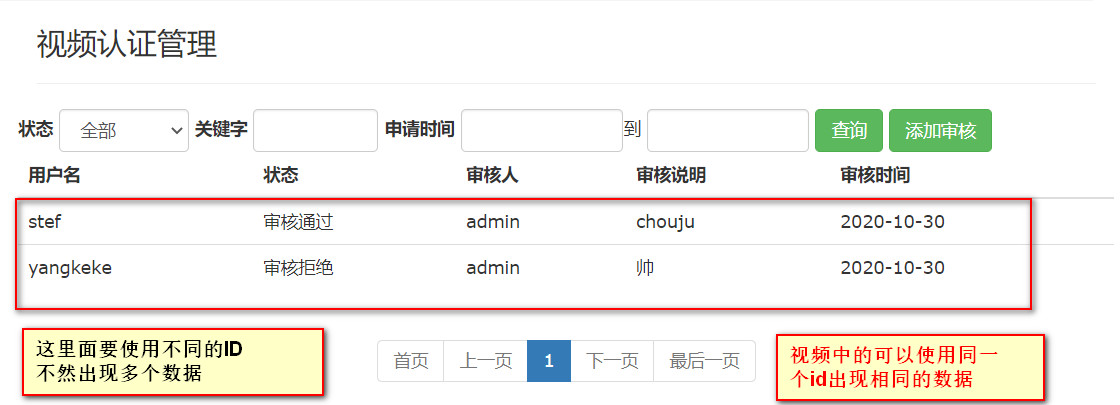 视频认证管理
状态 全部 关键字 申请时间 到 查询 添加审核
用户名 状态 审核人 审核说明 审核时间
stef 审核通过 admin chouju 2020-10-30
yangkeke 审核拒绝 admin 帅 2020-10-30
这里面要使用不同的ID
不然出现多个数据
首页 上一页 1 下一页 最后一页
视频中的可以使用同一
个id出现相同的数据